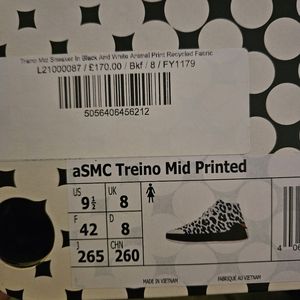 Treino Mid Sneaker In Black And White Animal Print Recycled Fabric
L21000087 / £170.00 / Bkf / 8 / FY1179
5056406456212
aSMC Treino Mid Printed
US UK
9½ 8
F D
42 8
J CHN
265 260
MADE IN VIETNAM FABRIQUÉ AU VIETNAM
4 06